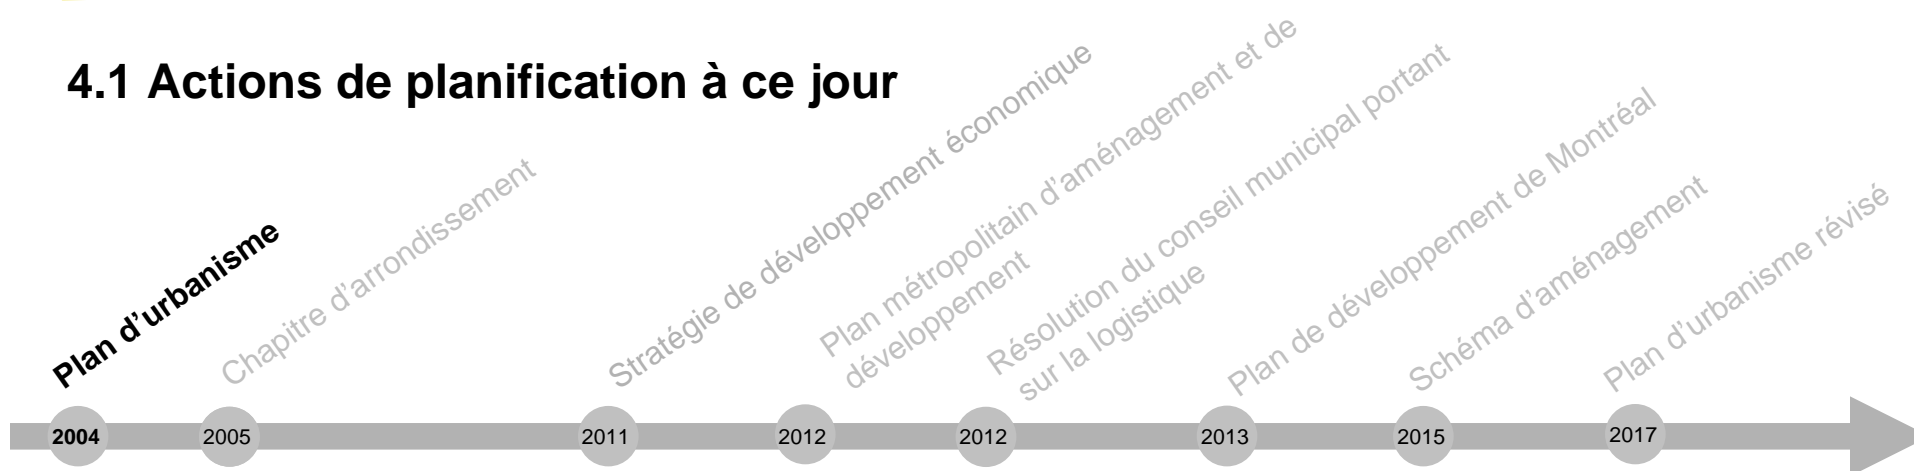 4.1 Actions de planification à ce jour
Plan d’urbanisme
Chapitre d’arrondissement
Stratégie de développement économique
Plan métropolitain d’aménagement et de
développement
Résolution du conseil municipal portant
sur la logistique
Plan de développement de Montréal
Schéma d’aménagement
Plan d’urbanisme révisé
2004
2005
2011
2012
2012
2013
2015
2017